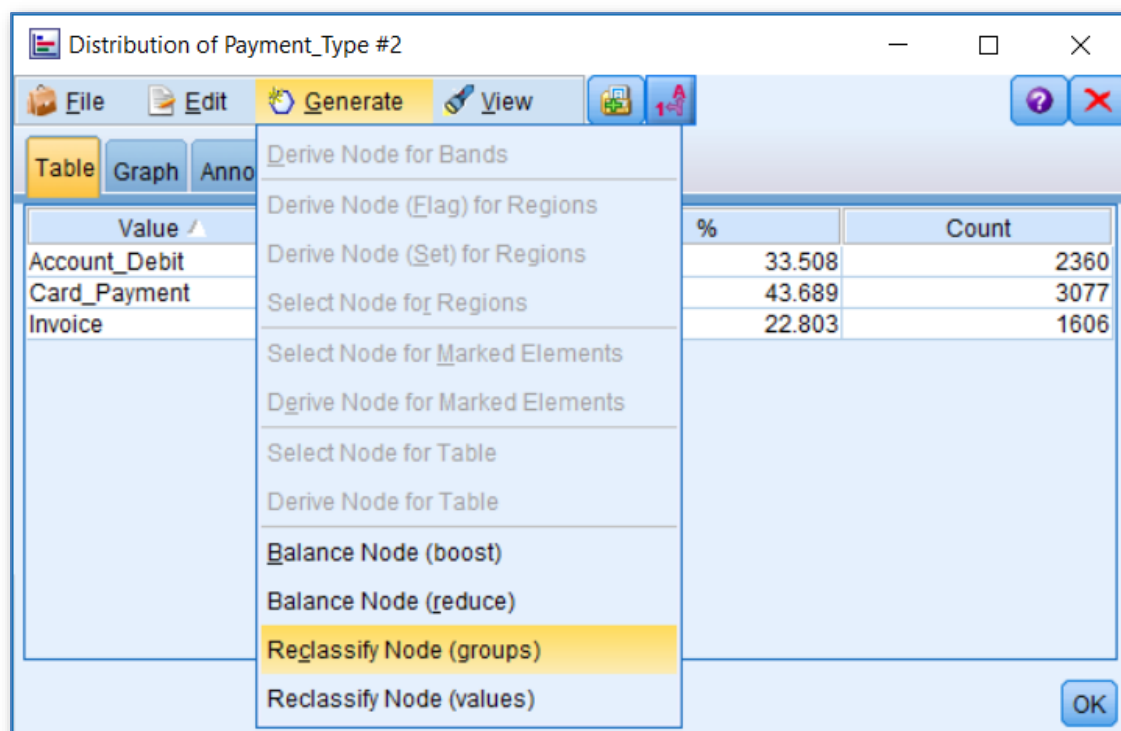 Distribution of Payment_Type #2
File Edit Generate View
Table Graph Anno
Value % Count
Account_Debit 33.508 2360
Card_Payment 43.689 3077
Invoice 22.803 1606
Derive Node for Bands
Derive Node (Flag) for Regions
Derive Node (Set) for Regions
Select Node for Regions
Select Node for Marked Elements
Derive Node for Marked Elements
Select Node for Table
Derive Node for Table
Balance Node (boost)
Balance Node (reduce)
Reclassify Node (groups)
Reclassify Node (values)
OK